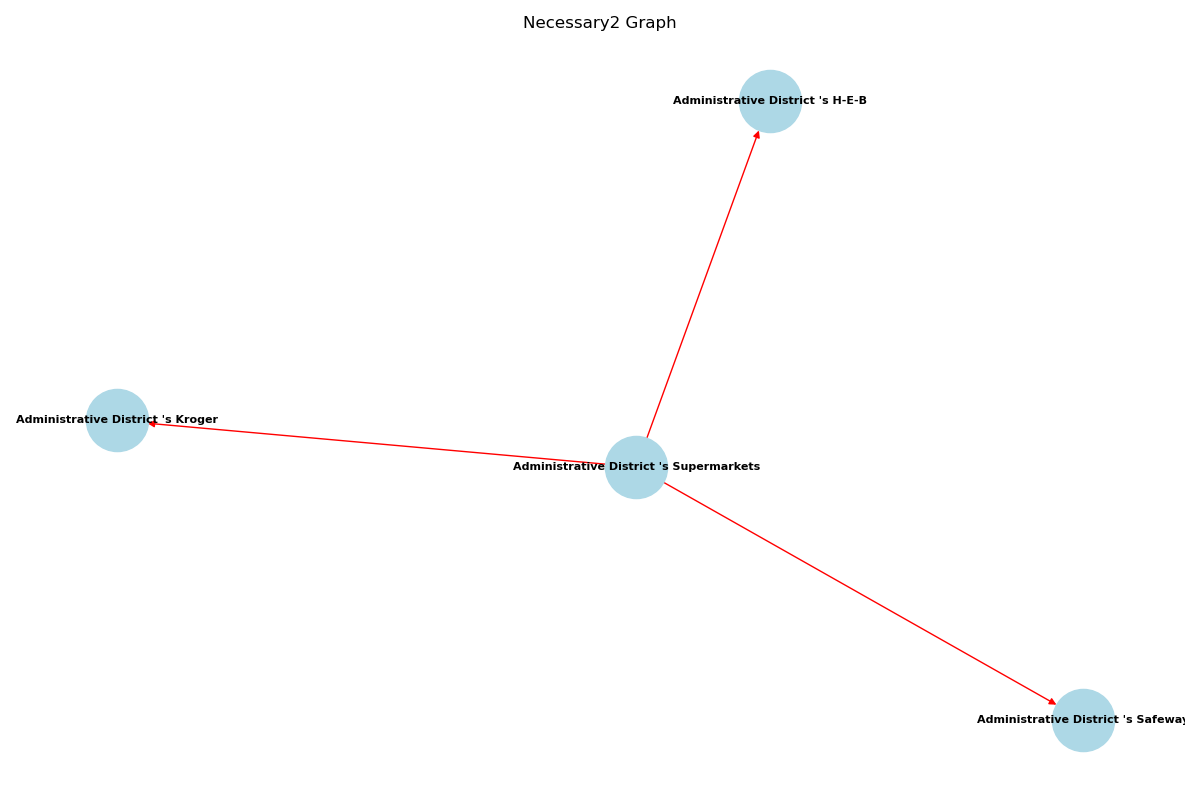 Necessary2 Graph
Administrative District 's H-E-B
Administrative District 's Kroger
Administrative District 's Supermarkets
Administrative District 's Safeway